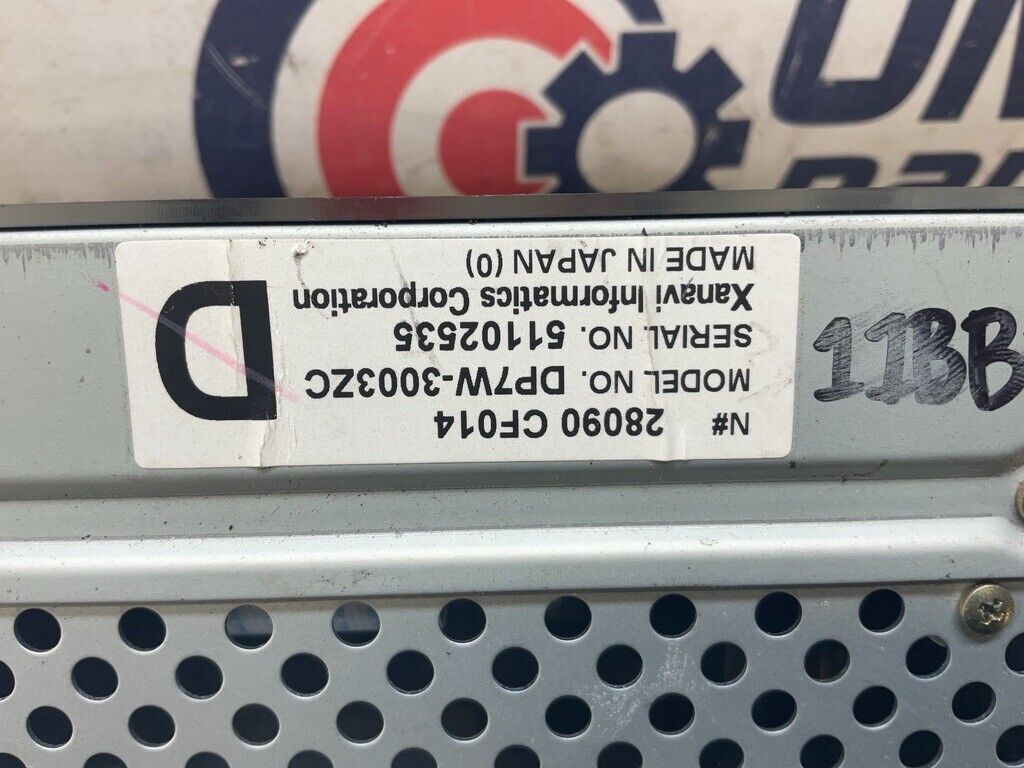 N# 28090 CF014
MODEL NO. DP7W-3003ZC
SERIAL NO. 51102535
Xanavi Informatics Corporation
MADE IN JAPAN (0)
D
11BB